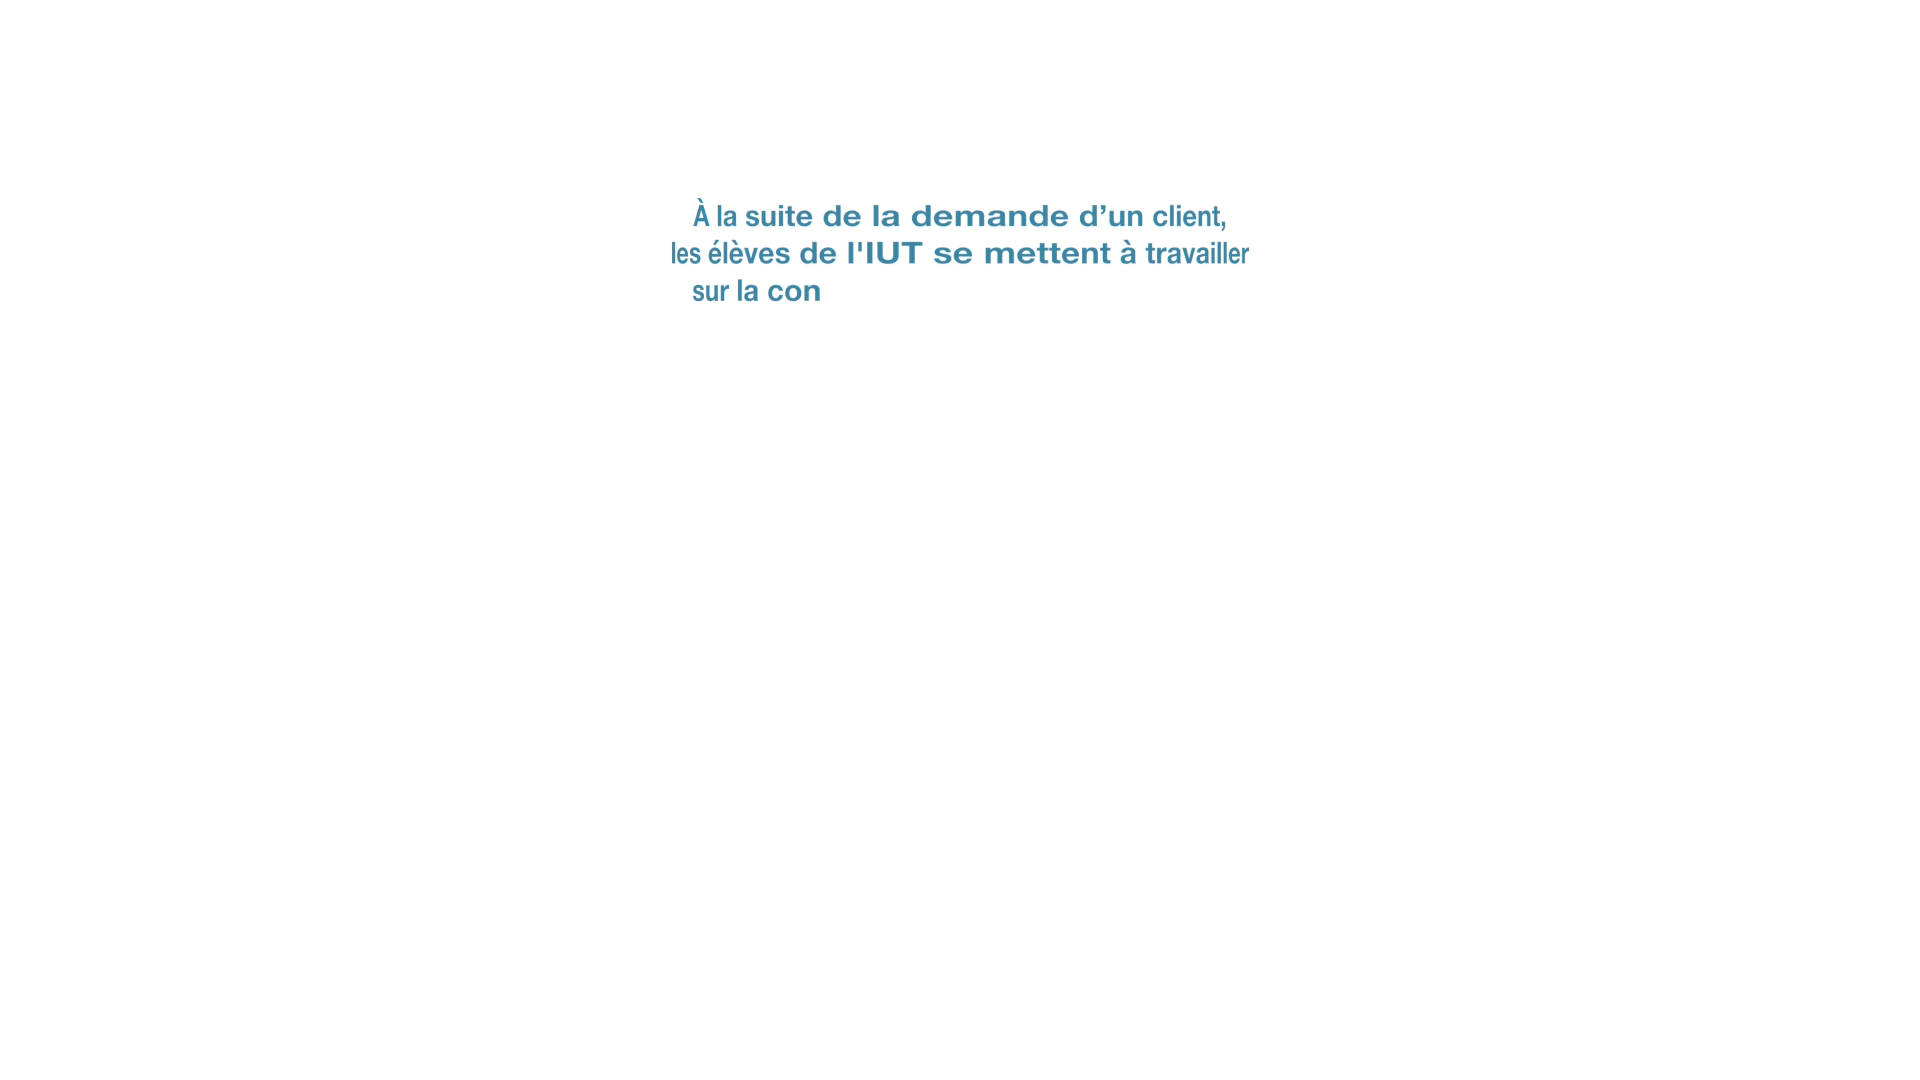 À la suite de la demande d’un client,
les élèves de l'IUT se mettent à travailler
sur la con